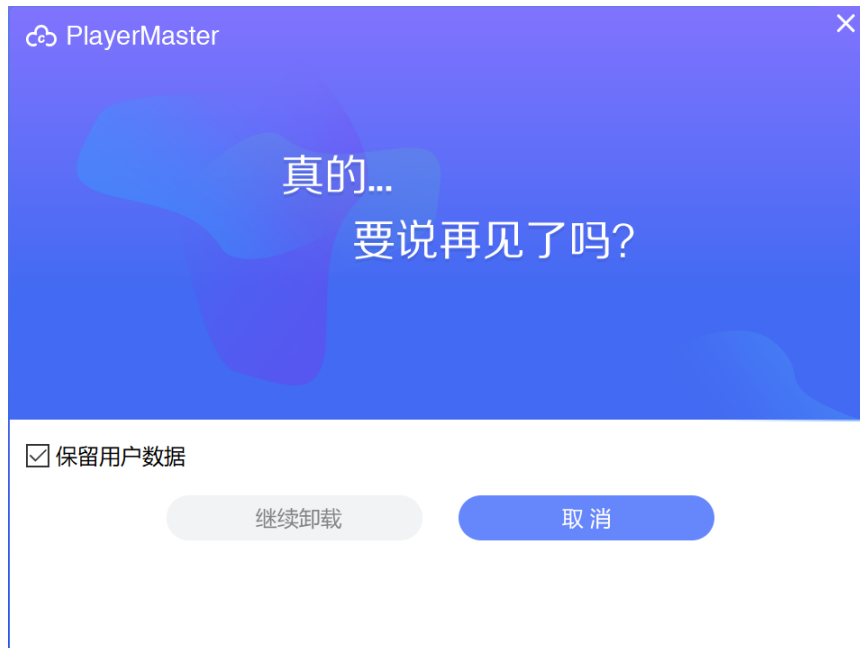 PlayerMaster
真的...
要说再见了吗?
保留用户数据
继续卸载
取消